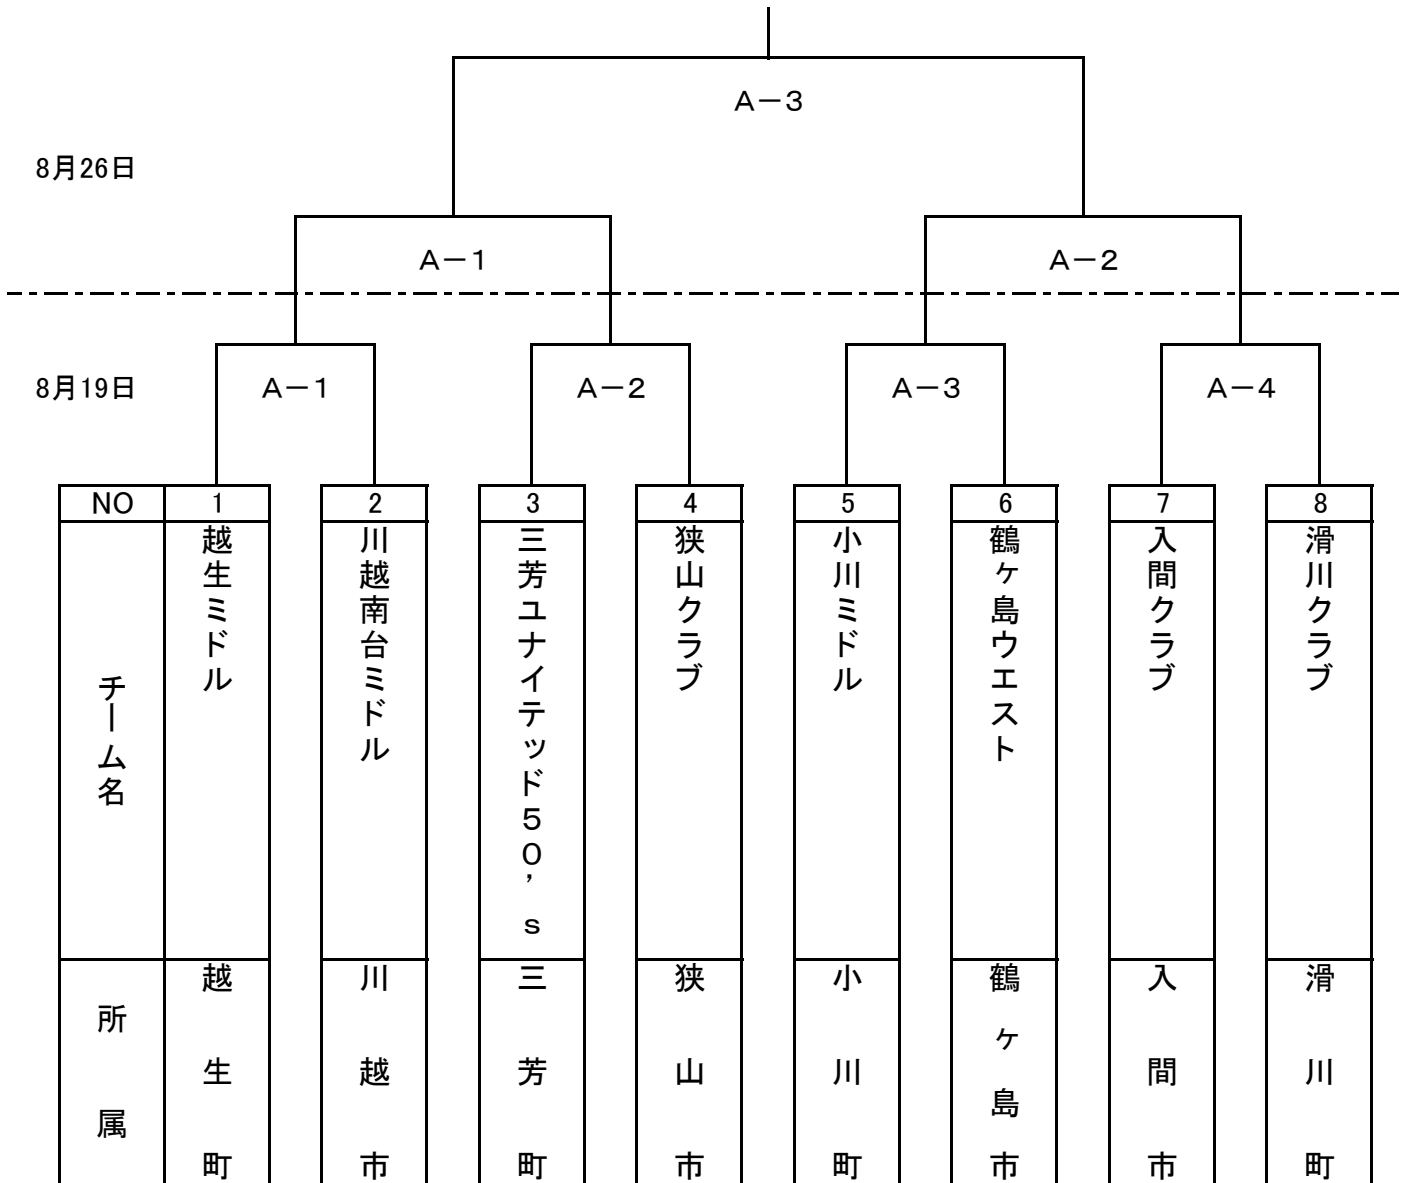 A－3
8月26日
A－1
A－2
8月19日
A－1
A－2
A－3
A－4
NO
1
2
3
4
5
6
7
8
チーム名
越生ミドル
川越南台ミドル
三芳ユナイテッド50’s
狭山クラブ
小川ミドル
鶴ヶ島ウエスト
入間クラブ
滑川クラブ
所属
越生町
川越市
三芳町
狭山市
小川町
鶴ヶ島市
入間市
滑川町